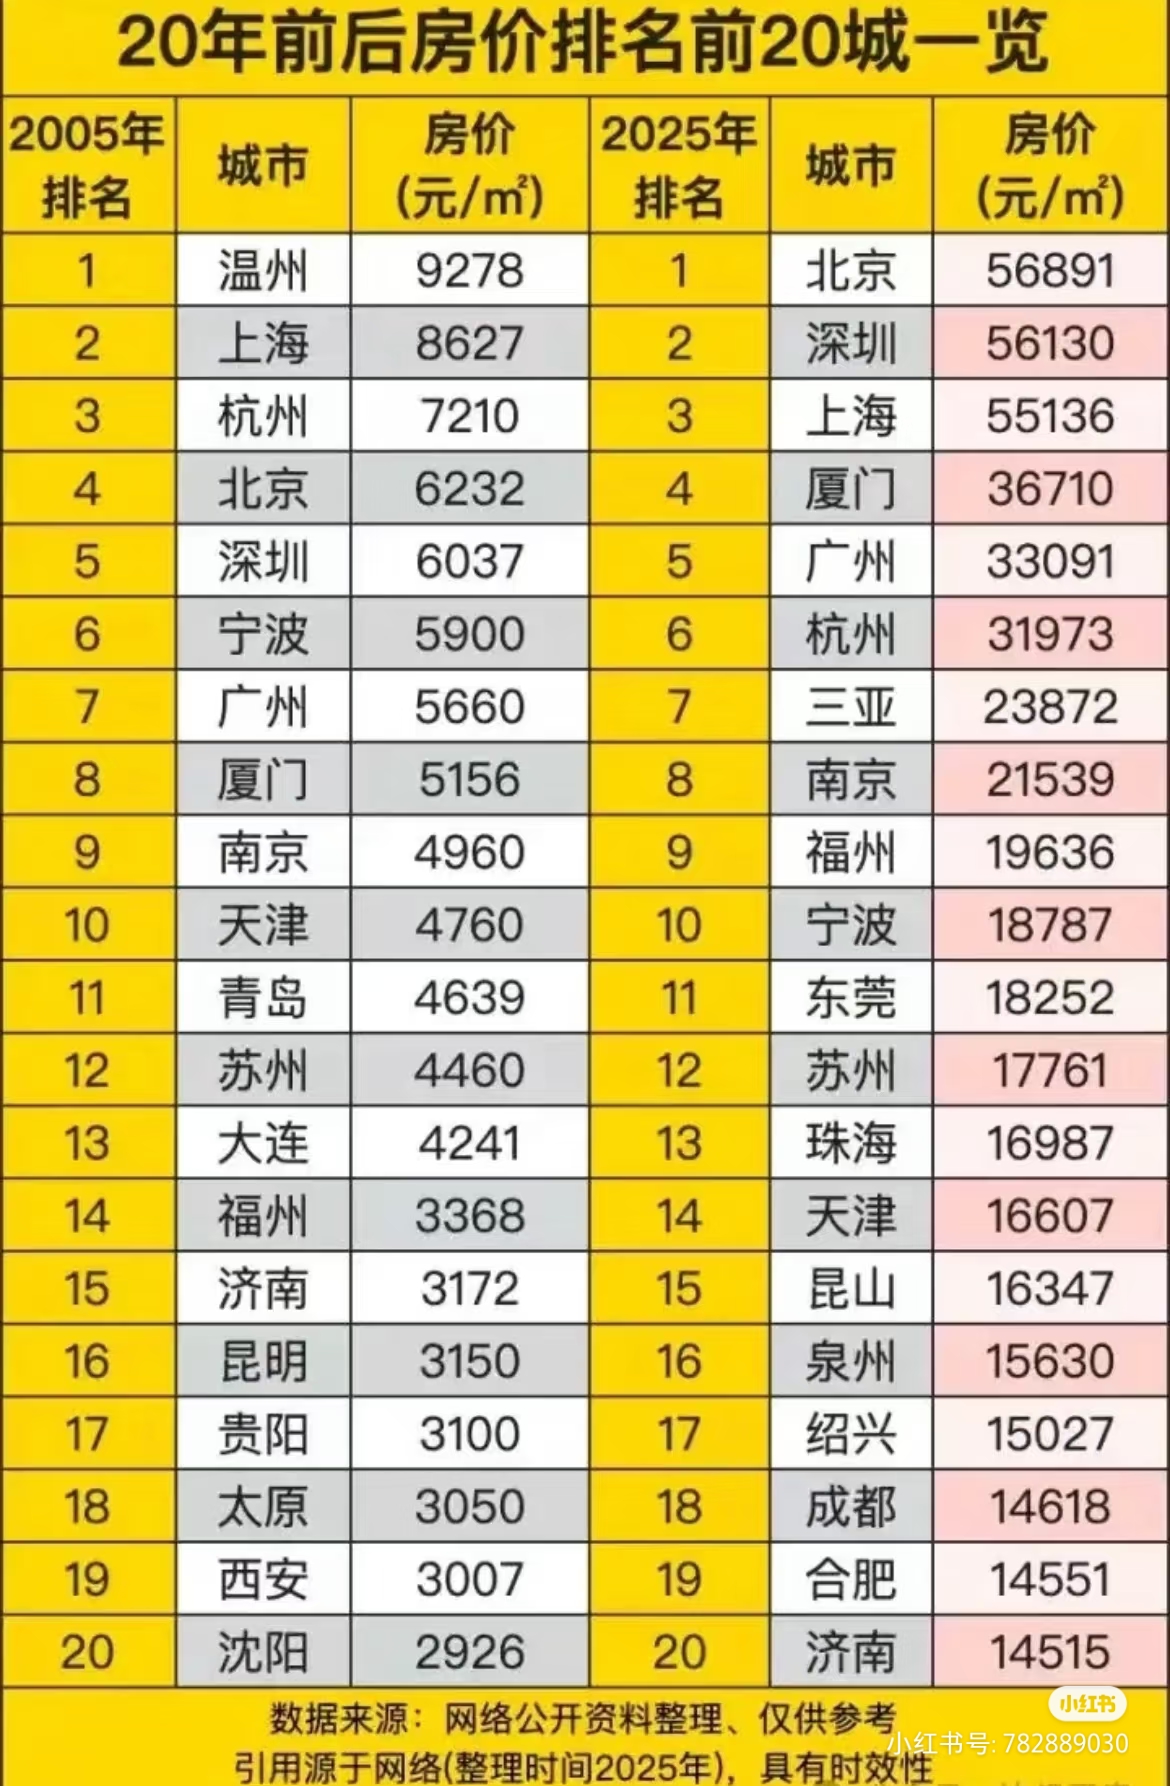 20年前后房价排名前20城一览
2005年排名 城市 房价(元/㎡) 2025年排名 城市 房价(元/㎡)
1 温州 9278 1 北京 56891
2 上海 8627 2 深圳 56130
3 杭州 7210 3 上海 55136
4 北京 6232 4 厦门 36710
5 深圳 6037 5 广州 33091
6 宁波 5900 6 杭州 31973
7 广州 5660 7 三亚 23872
8 厦门 5156 8 南京 21539
9 南京 4960 9 福州 19636
10 天津 4760 10 宁波 18787
11 青岛 4639 11 东莞 18252
12 苏州 4460 12 苏州 17761
13 大连 4241 13 珠海 16987
14 福州 3368 14 天津 16607
15 济南 3172 15 昆山 16347
16 昆明 3150 16 泉州 15630
17 贵阳 3100 17 绍兴 15027
18 太原 3050 18 成都 14618
19 西安 3007 19 合肥 14551
20 沈阳 2926 20 济南 14515
数据来源：网络公开资料整理、仅供参考
引用源于网络(整理时间2025年)，具有时效性
小红书
小红书号: 782889030